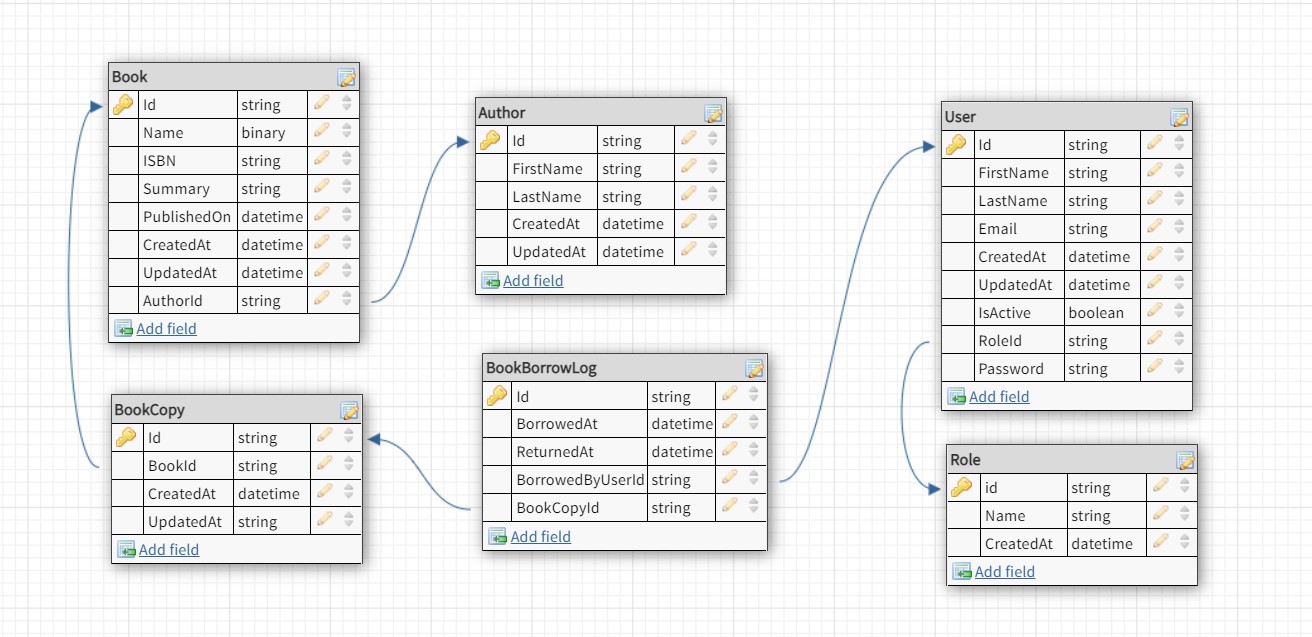 Book
Id string
Name binary
ISBN string
Summary string
PublishedOn datetime
CreatedAt datetime
UpdatedAt datetime
AuthorId string
Add field
Author
Id string
FirstName string
LastName string
CreatedAt datetime
UpdatedAt datetime
Add field
User
Id string
FirstName string
LastName string
Email string
CreatedAt datetime
UpdatedAt datetime
IsActive boolean
RoleId string
Password string
Add field
BookCopy
Id string
BookId string
CreatedAt datetime
UpdatedAt string
Add field
BookBorrowLog
Id string
BorrowedAt datetime
ReturnedAt datetime
BorrowedByUserId string
BookCopyId string
Add field
Role
id string
Name string
CreatedAt datetime
Add field